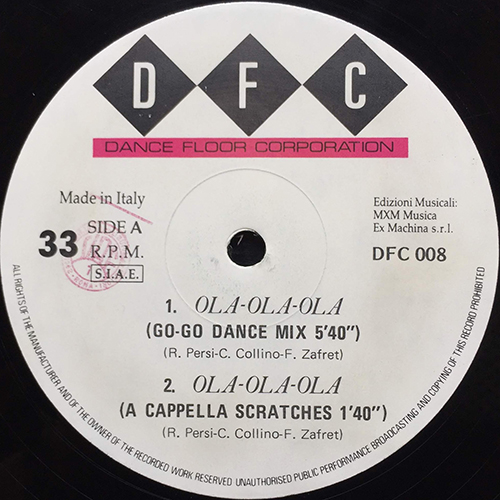 D F C
DANCE FLOOR CORPORATION
Made in Italy
33 SIDE A
R.P.M.
S.I.A.E.
Edizioni Musicali:
MXM Musica
Ex Machina s.r.l.
DFC 008
1. OLA-OLA-OLA
(GO-GO DANCE MIX 5'40")
(R. Persi-C. Collino-F. Zafret)
2. OLA-OLA-OLA
(A CAPPELLA SCRATCHES 1'40")
(R. Persi-C. Collino-F. Zafret)
ALL RIGHTS OF THE MANUFACTURER AND OF THE OWNER OF THE RECORDED WORK RESERVED UNAUTHORISED PUBLIC PERFORMANCE BROADCASTING AND COPYING OF THIS RECORD PROHIBITED